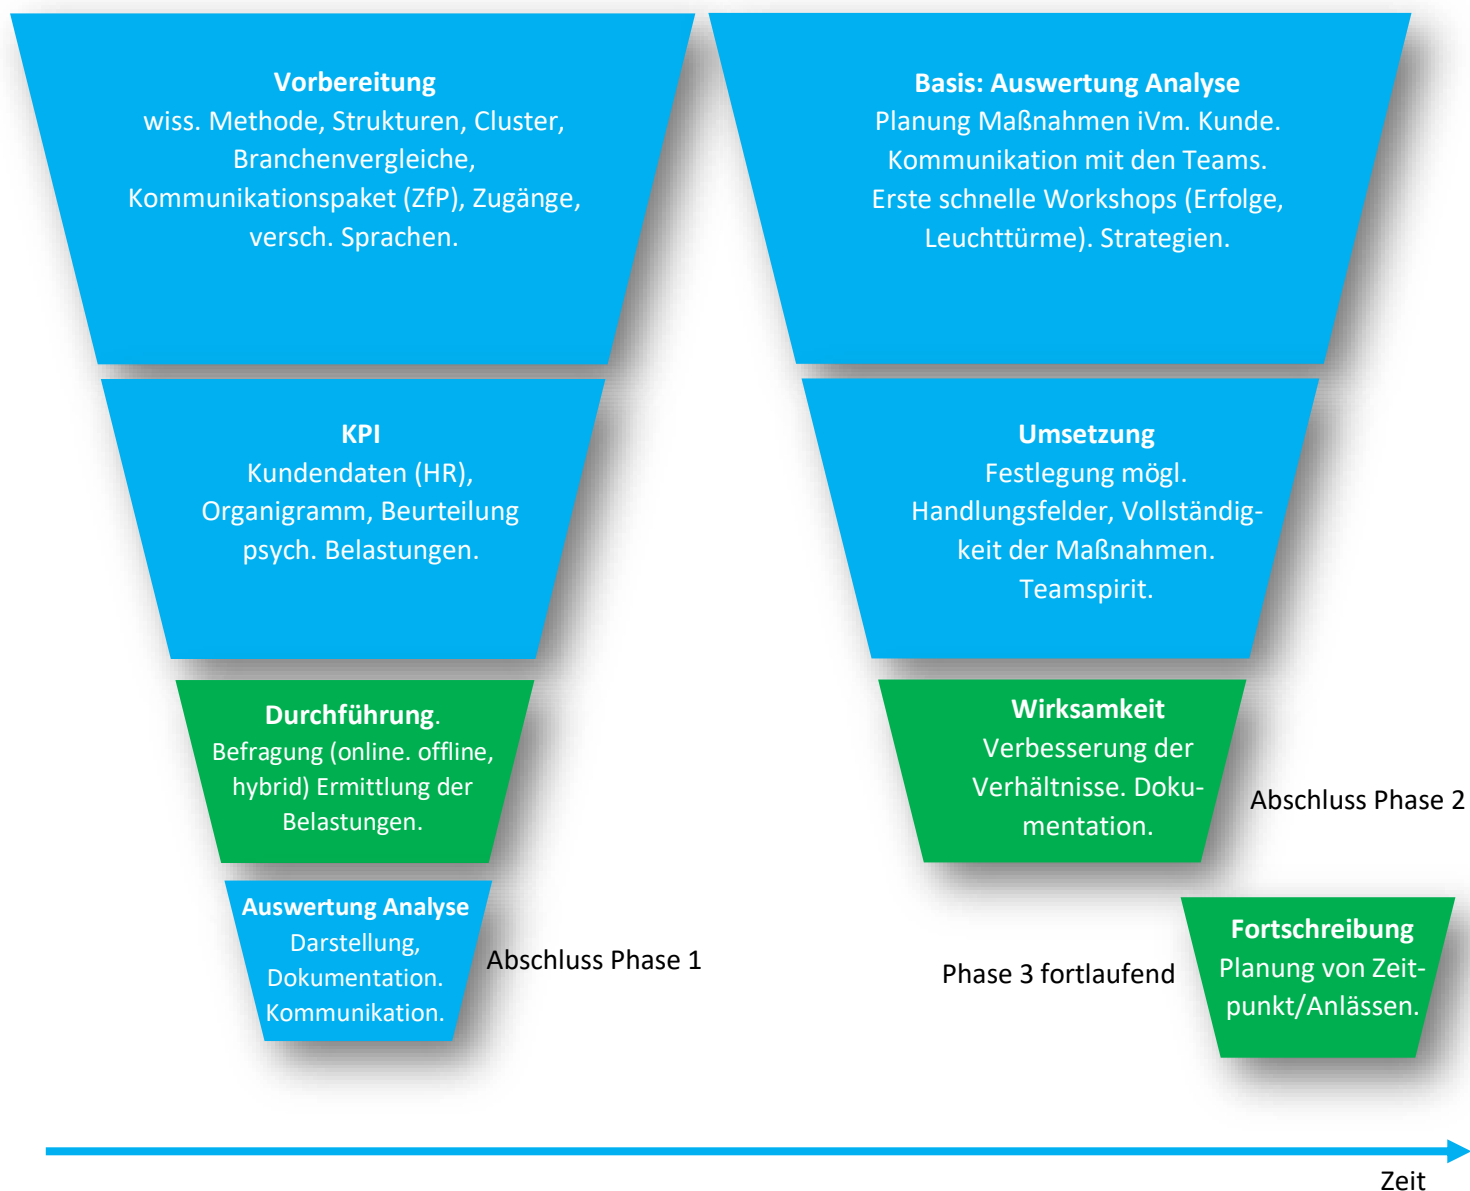 Vorbereitung
wiss. Methode, Strukturen, Cluster,
Branchenvergleiche,
Kommunikationspaket (ZfP), Zugänge,
versch. Sprachen.
KPI
Kundendaten (HR),
Organigramm, Beurteilung
psych. Belastungen.
Durchführung.
Befragung (online. offline,
hybrid) Ermittlung der
Belastungen.
Auswertung Analyse
Darstellung,
Dokumentation.
Kommunikation.
Abschluss Phase 1
Basis: Auswertung Analyse
Planung Maßnahmen iVm. Kunde.
Kommunikation mit den Teams.
Erste schnelle Workshops (Erfolge,
Leuchttürme). Strategien.
Umsetzung
Festlegung mögl.
Handlungsfelder, Vollständig-
keit der Maßnahmen.
Teamspirit.
Wirksamkeit
Verbesserung der
Verhältnisse. Doku-
mentation.
Abschluss Phase 2
Phase 3 fortlaufend
Fortschreibung
Planung von Zeit-
punkt/Anlässen.
Zeit